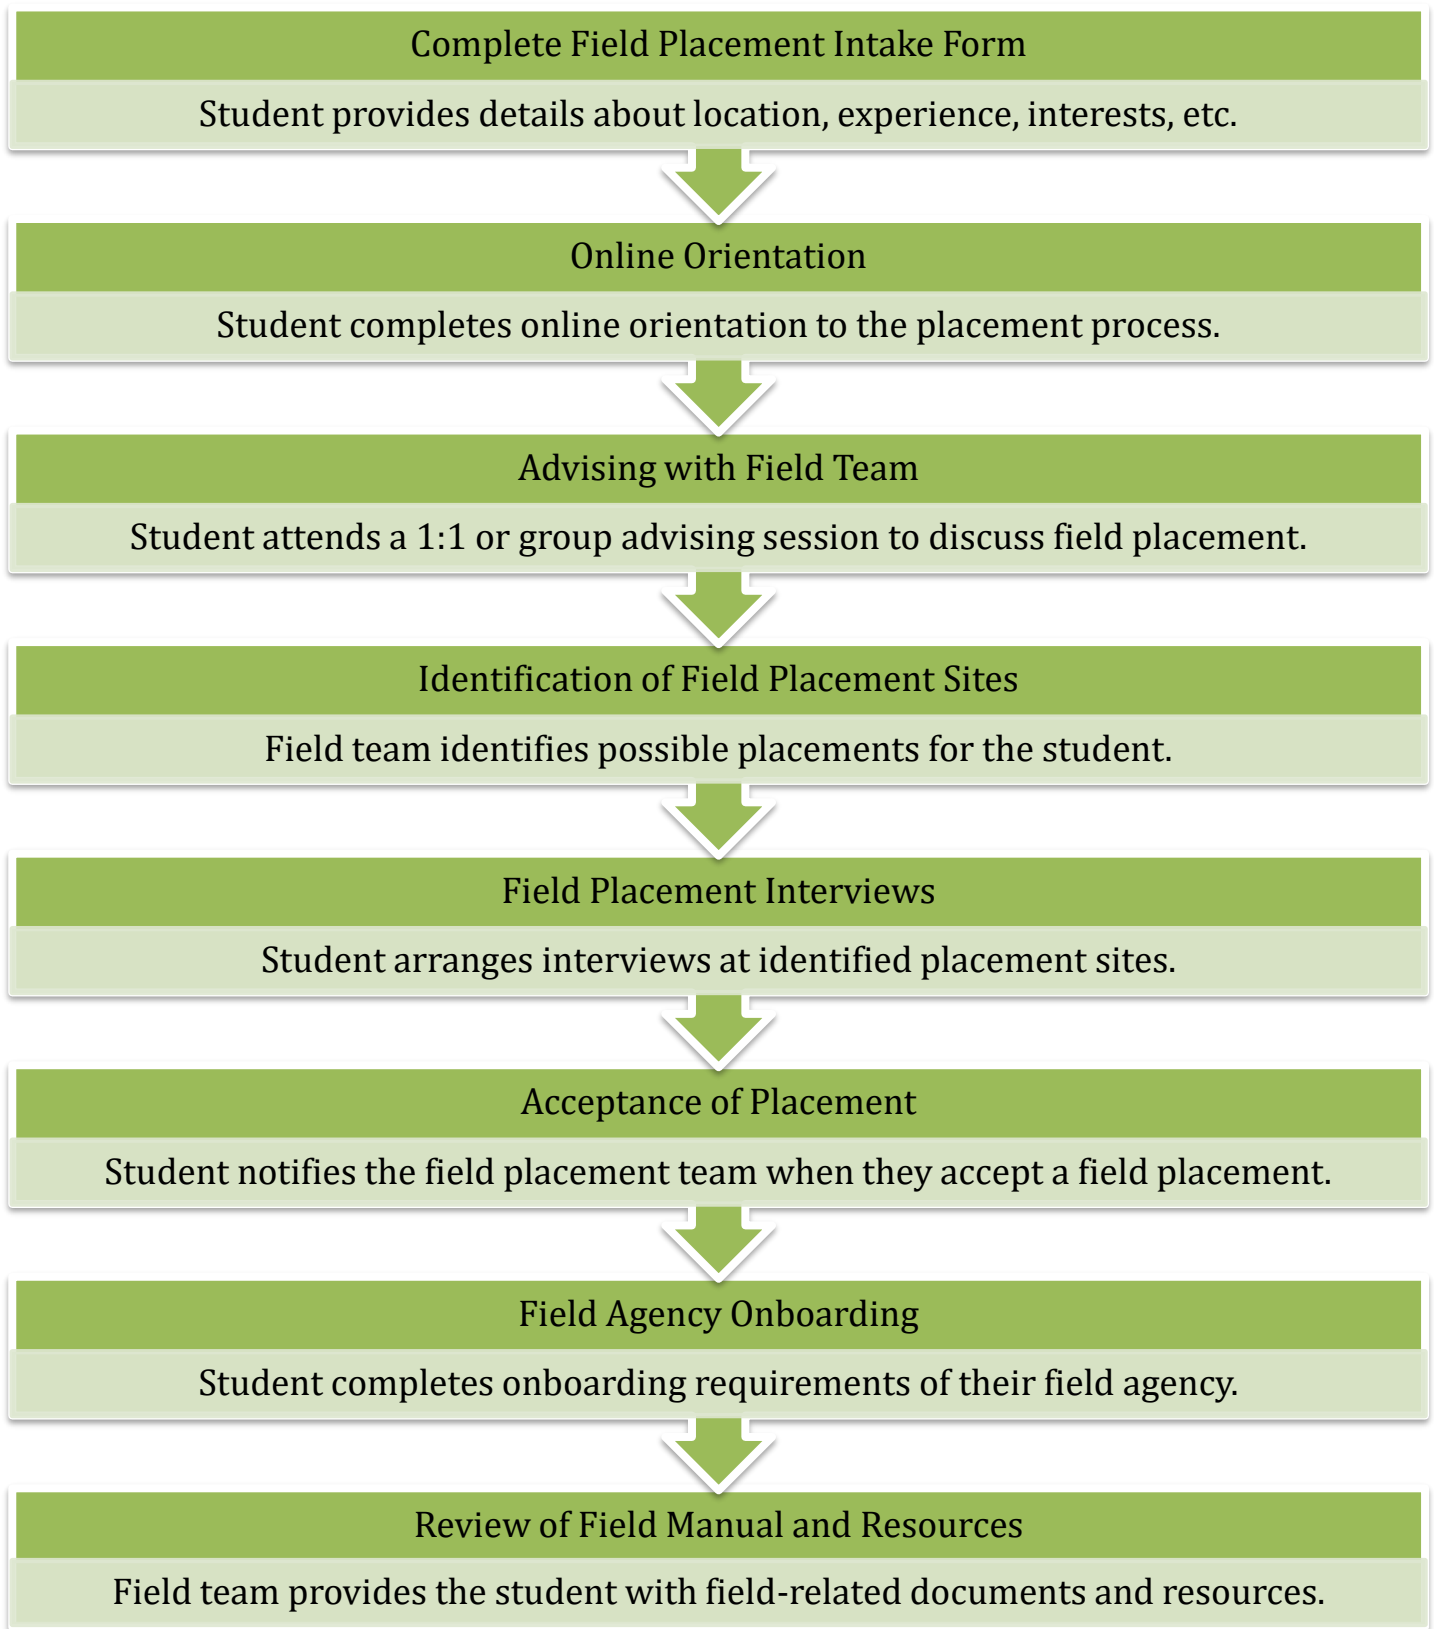 Complete Field Placement Intake Form
Student provides details about location, experience, interests, etc.
Online Orientation
Student completes online orientation to the placement process.
Advising with Field Team
Student attends a 1:1 or group advising session to discuss field placement.
Identification of Field Placement Sites
Field team identifies possible placements for the student.
Field Placement Interviews
Student arranges interviews at identified placement sites.
Acceptance of Placement
Student notifies the field placement team when they accept a field placement.
Field Agency Onboarding
Student completes onboarding requirements of their field agency.
Review of Field Manual and Resources
Field team provides the student with field-related documents and resources.